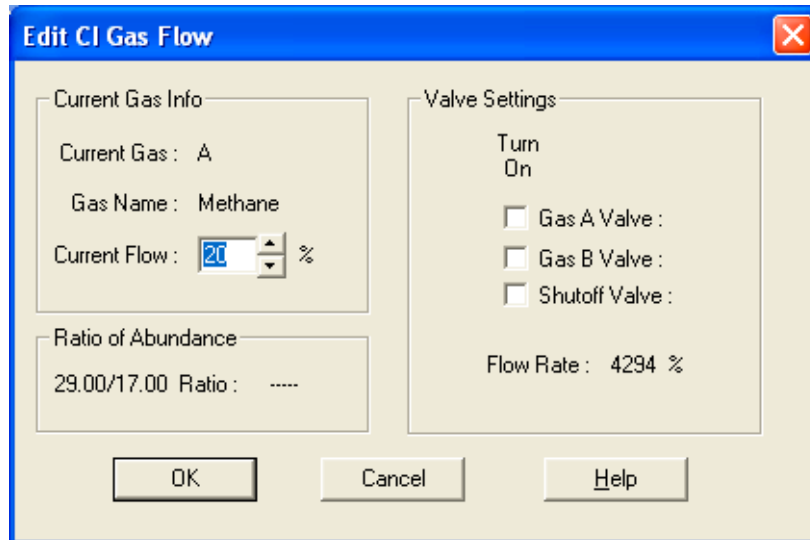 Edit CI Gas Flow
Current Gas Info
Current Gas : A
Gas Name : Methane
Current Flow : 20 %
Ratio of Abundance
29.00/17.00 Ratio : -----
Valve Settings
Turn
On
Gas A Valve :
Gas B Valve :
Shutoff Valve :
Flow Rate : 4294 %
OK
Cancel
Help